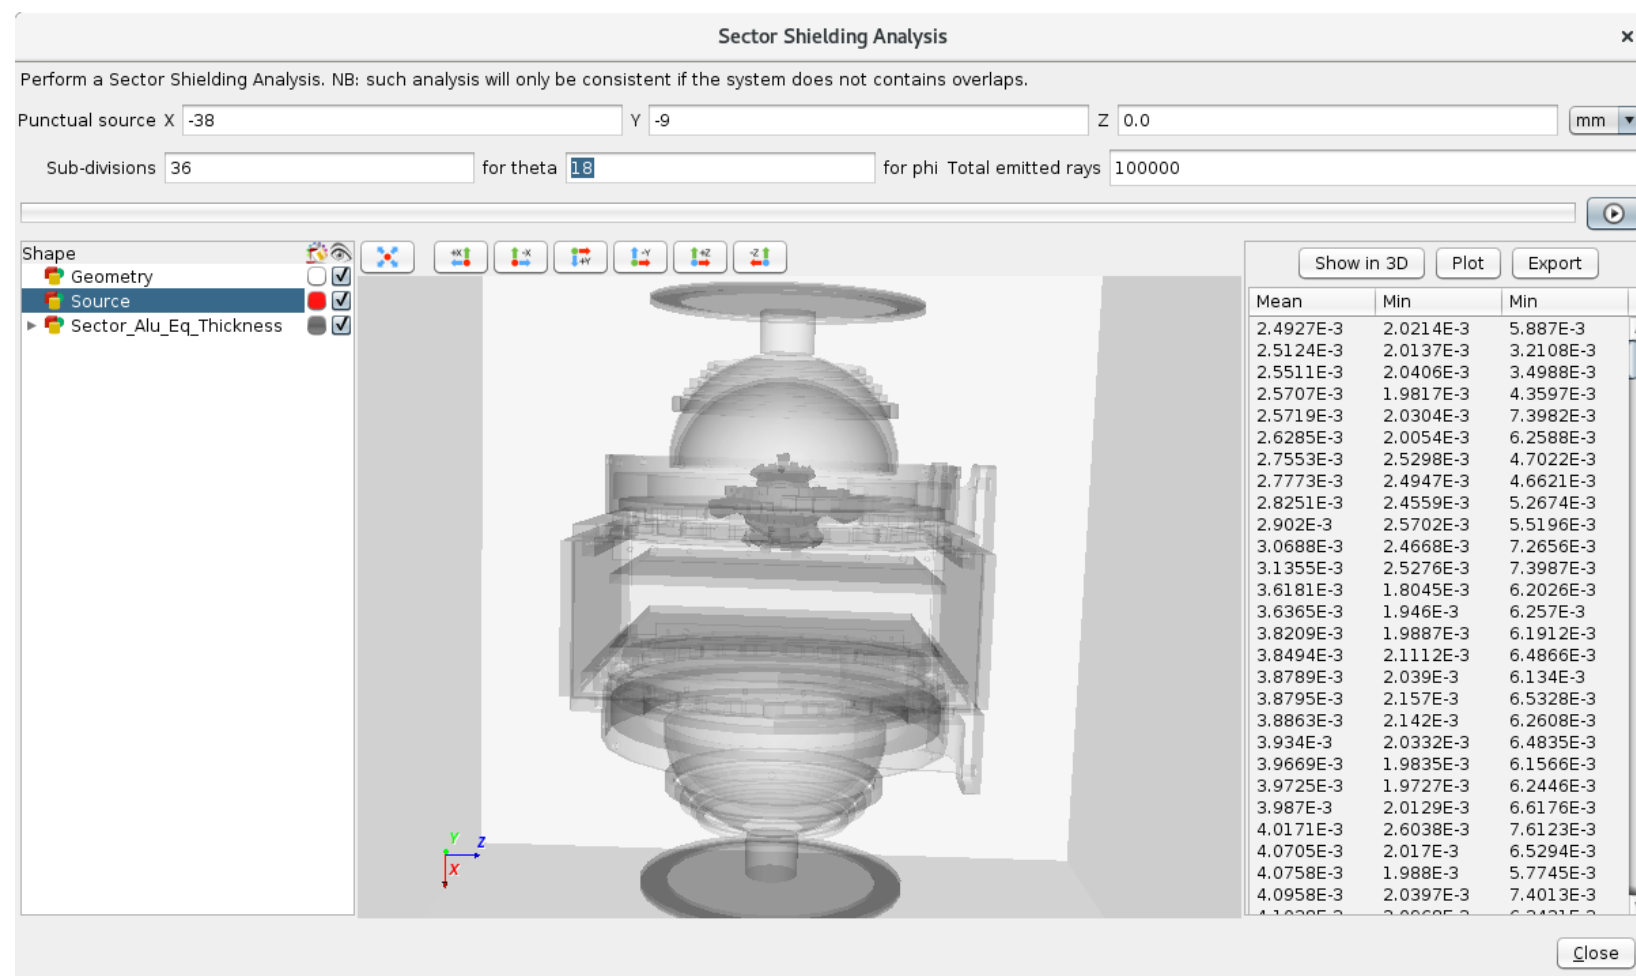 Sector Shielding Analysis ×
Perform a Sector Shielding Analysis. NB: such analysis will only be consistent if the system does not contains overlaps.
Punctual source X -38 Y -9 Z 0.0 mm
Sub-divisions 36 for theta 18 for phi Total emitted rays 100000
Shape
Geometry
Source
Sector_Alu_Eq_Thickness
+X -X +Y -Y +Z -Z
Show in 3D Plot Export
Mean Min Min
2.4927E-3 2.0214E-3 5.887E-3
2.5124E-3 2.0137E-3 3.2108E-3
2.5511E-3 2.0406E-3 3.4988E-3
2.5707E-3 1.9817E-3 4.3597E-3
2.5719E-3 2.0304E-3 7.3982E-3
2.6285E-3 2.0054E-3 6.2588E-3
2.7553E-3 2.5298E-3 4.7022E-3
2.7773E-3 2.4947E-3 4.6621E-3
2.8251E-3 2.4559E-3 5.2674E-3
2.902E-3 2.5702E-3 5.5196E-3
3.0688E-3 2.4668E-3 7.2656E-3
3.1355E-3 2.5276E-3 7.3987E-3
3.6181E-3 1.8045E-3 6.2026E-3
3.6365E-3 1.946E-3 6.257E-3
3.8209E-3 1.9887E-3 6.1912E-3
3.8494E-3 2.1112E-3 6.4866E-3
3.8789E-3 2.039E-3 6.134E-3
3.8795E-3 2.157E-3 6.5328E-3
3.8863E-3 2.142E-3 6.2608E-3
3.934E-3 2.0332E-3 6.4835E-3
3.9669E-3 1.9835E-3 6.1566E-3
3.9725E-3 1.9727E-3 6.2446E-3
3.987E-3 2.0129E-3 6.6176E-3
4.0171E-3 2.6038E-3 7.6123E-3
4.0705E-3 2.017E-3 6.5294E-3
4.0758E-3 1.988E-3 5.7745E-3
4.0958E-3 2.0397E-3 7.4013E-3
Y Z
X
Close